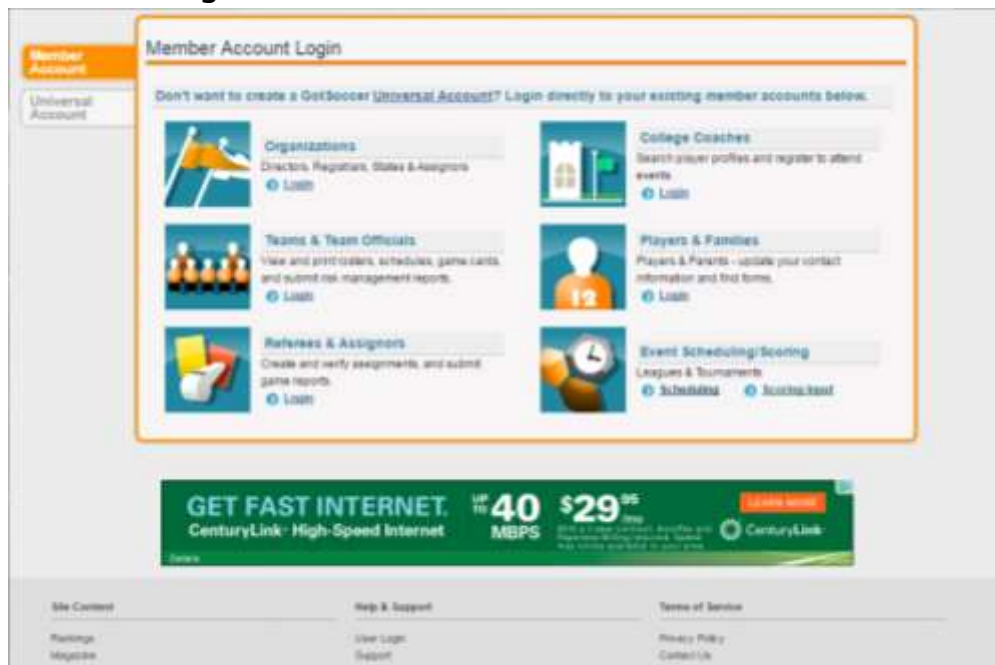 Member Account Login
Member
Account
Universal
Account
Don't want to create a GotSoccer Universal Account? Login directly to your existing member accounts below.
Organizations
Directors, Registrars, States & Assignors
Login
College Coaches
Search player profiles and register to attend
events.
Login
Teams & Team Officials
View and print rosters, schedules, game cards,
and submit risk management reports.
Login
Players & Families
Players & Parents - update your contact
information and find forms.
Login
12
Referees & Assignors
Create and verify assignments, and submit
game reports.
Login
Event Scheduling/Scoring
Leagues & Tournaments
Scheduling
Scoring Input
GET FAST INTERNET.
CenturyLink High-Speed Internet
UP TO 40 MBPS
$29.95 /mo
LEARN MORE
CenturyLink
Details
Site Content
Help & Support
Terms of Service
Rankings
User Login
Privacy Policy
Magazine
Support
Contact Us